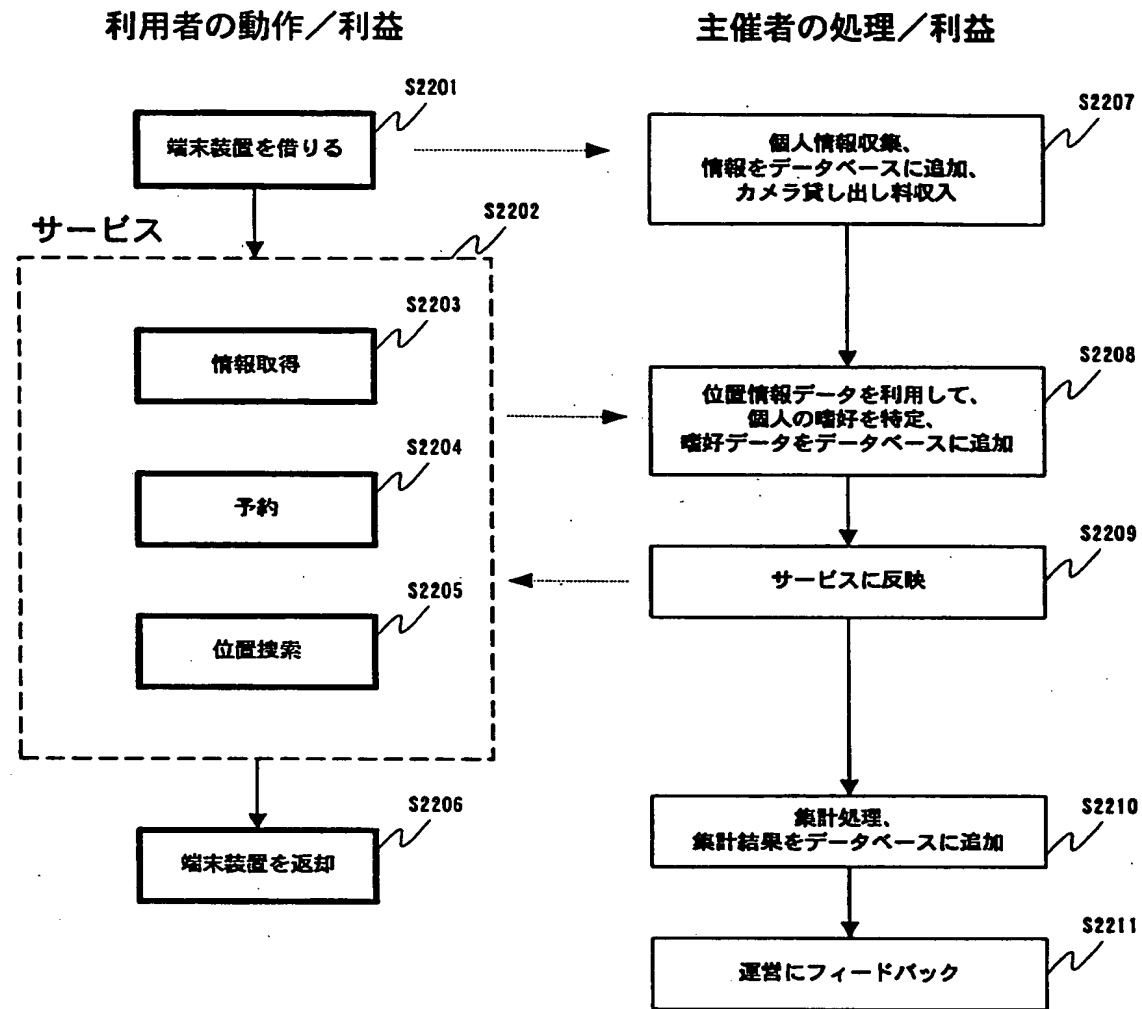 利用者の動作／利益
主催者の処理／利益
S2201
端末装置を借りる
S2207
個人情報収集、
情報をデータベースに追加、
カメラ貸し出し料収入
サービス
S2202
S2203
情報取得
S2208
位置情報データを利用して、
個人の嗜好を特定、
嗜好データをデータベースに追加
S2204
予約
S2209
サービスに反映
S2205
位置捜索
S2206
端末装置を返却
S2210
集計処理、
集計結果をデータベースに追加
S2211
運営にフィードバック